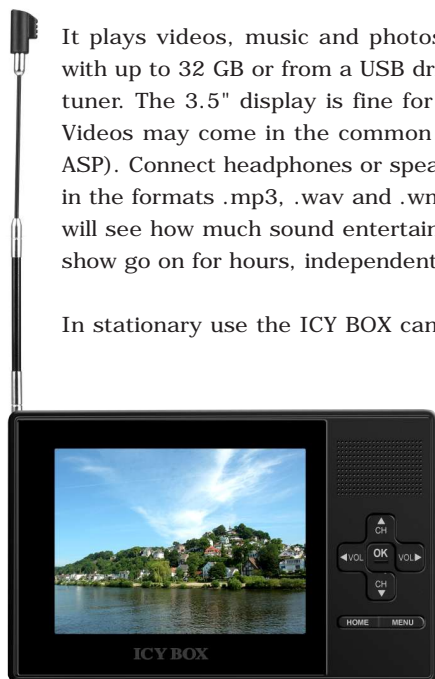 It plays videos, music and photos
with up to 32 GB or from a USB dr
tuner. The 3.5" display is fine for
Videos may come in the common
ASP). Connect headphones or spea
in the formats .mp3, .wav and .wm
will see how much sound entertain
show go on for hours, independent
In stationary use the ICY BOX can
CH
VOL OK VOL
CH
HOME MENU
ICY BOX